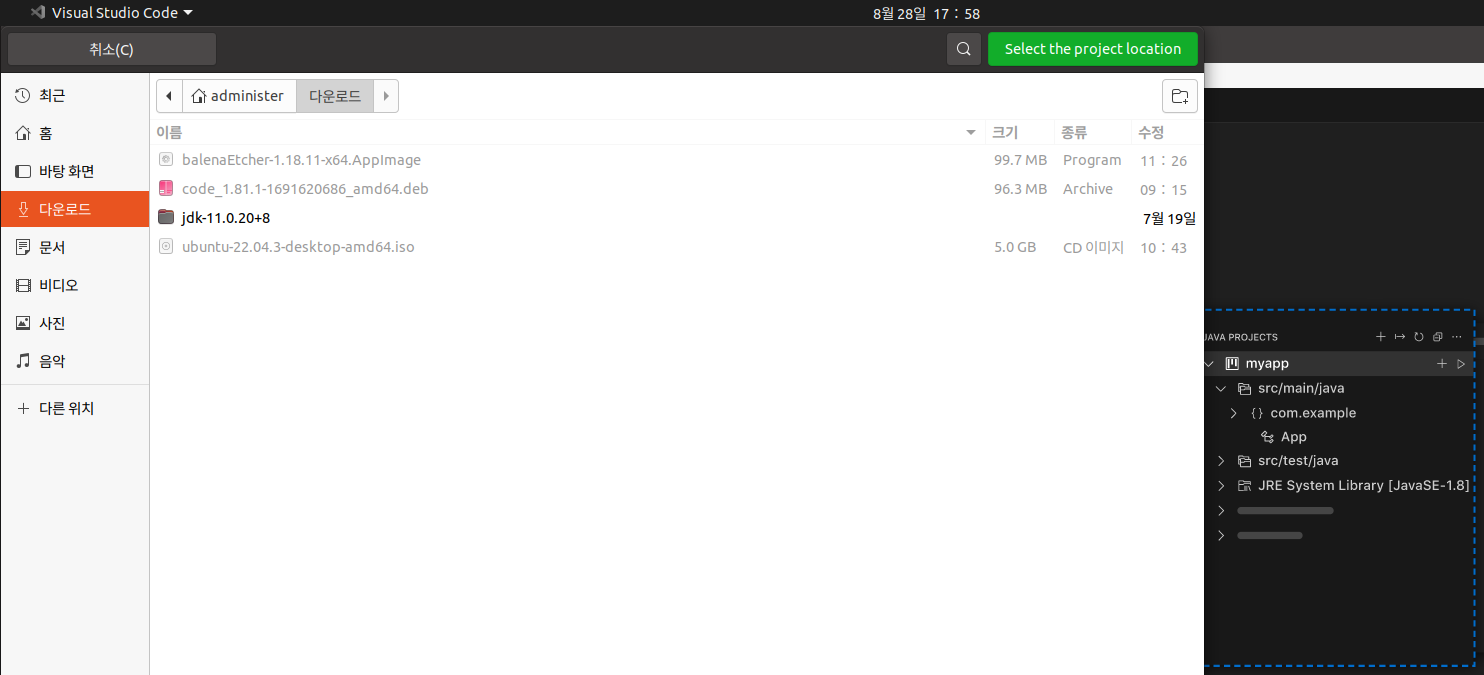 Visual Studio Code
8월 28일 17 : 58
취소(C)
Select the project location
최근
홈
바탕 화면
다운로드
문서
비디오
사진
음악
다른 위치
administer 다운로드
이름 크기 종류 수정
balenaEtcher-1.18.11-x64.AppImage 99.7 MB Program 11 : 26
code_1.81.1-1691620686_amd64.deb 96.3 MB Archive 09 : 15
jdk-11.0.20+8 7월 19일
ubuntu-22.04.3-desktop-amd64.iso 5.0 GB CD 이미지 10 : 43
JAVA PROJECTS
myapp
src/main/java
{} com.example
App
src/test/java
JRE System Library [JavaSE-1.8]